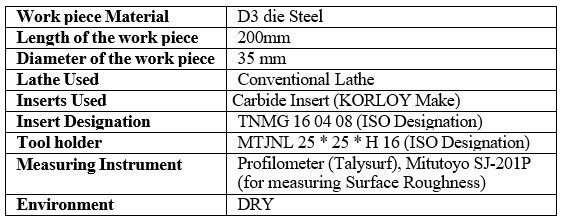 Work piece Material D3 die Steel
Length of the work piece 200mm
Diameter of the work piece 35 mm
Lathe Used Conventional Lathe
Inserts Used Carbide Insert (KORLOY Make)
Insert Designation TNMG 16 04 08 (ISO Designation)
Tool holder MTJNL 25 * 25 * H 16 (ISO Designation)
Measuring Instrument Profilometer (Talysurf), Mitutoyo SJ-201P
(for measuring Surface Roughness)
Environment DRY